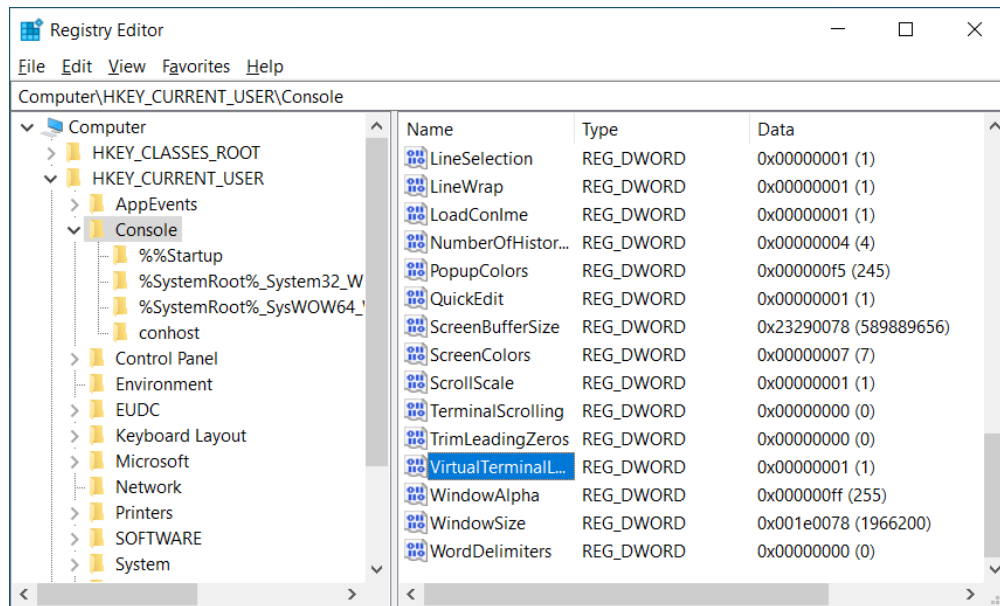 Registry Editor
File Edit View Favorites Help
Computer\HKEY_CURRENT_USER\Console
Computer
HKEY_CLASSES_ROOT
HKEY_CURRENT_USER
AppEvents
Console
%%Startup
%SystemRoot%_System32_W
%SystemRoot%_SysWOW64_
conhost
Control Panel
Environment
EUDC
Keyboard Layout
Microsoft
Network
Printers
SOFTWARE
System
Name Type Data
LineSelection REG_DWORD 0x00000001 (1)
LineWrap REG_DWORD 0x00000001 (1)
LoadConIme REG_DWORD 0x00000001 (1)
NumberOfHistor... REG_DWORD 0x00000004 (4)
PopupColors REG_DWORD 0x000000f5 (245)
QuickEdit REG_DWORD 0x00000001 (1)
ScreenBufferSize REG_DWORD 0x23290078 (589889656)
ScreenColors REG_DWORD 0x00000007 (7)
ScrollScale REG_DWORD 0x00000001 (1)
TerminalScrolling REG_DWORD 0x00000000 (0)
TrimLeadingZeros REG_DWORD 0x00000000 (0)
VirtualTerminalL... REG_DWORD 0x00000001 (1)
WindowAlpha REG_DWORD 0x000000ff (255)
WindowSize REG_DWORD 0x001e0078 (1966200)
WordDelimiters REG_DWORD 0x00000000 (0)